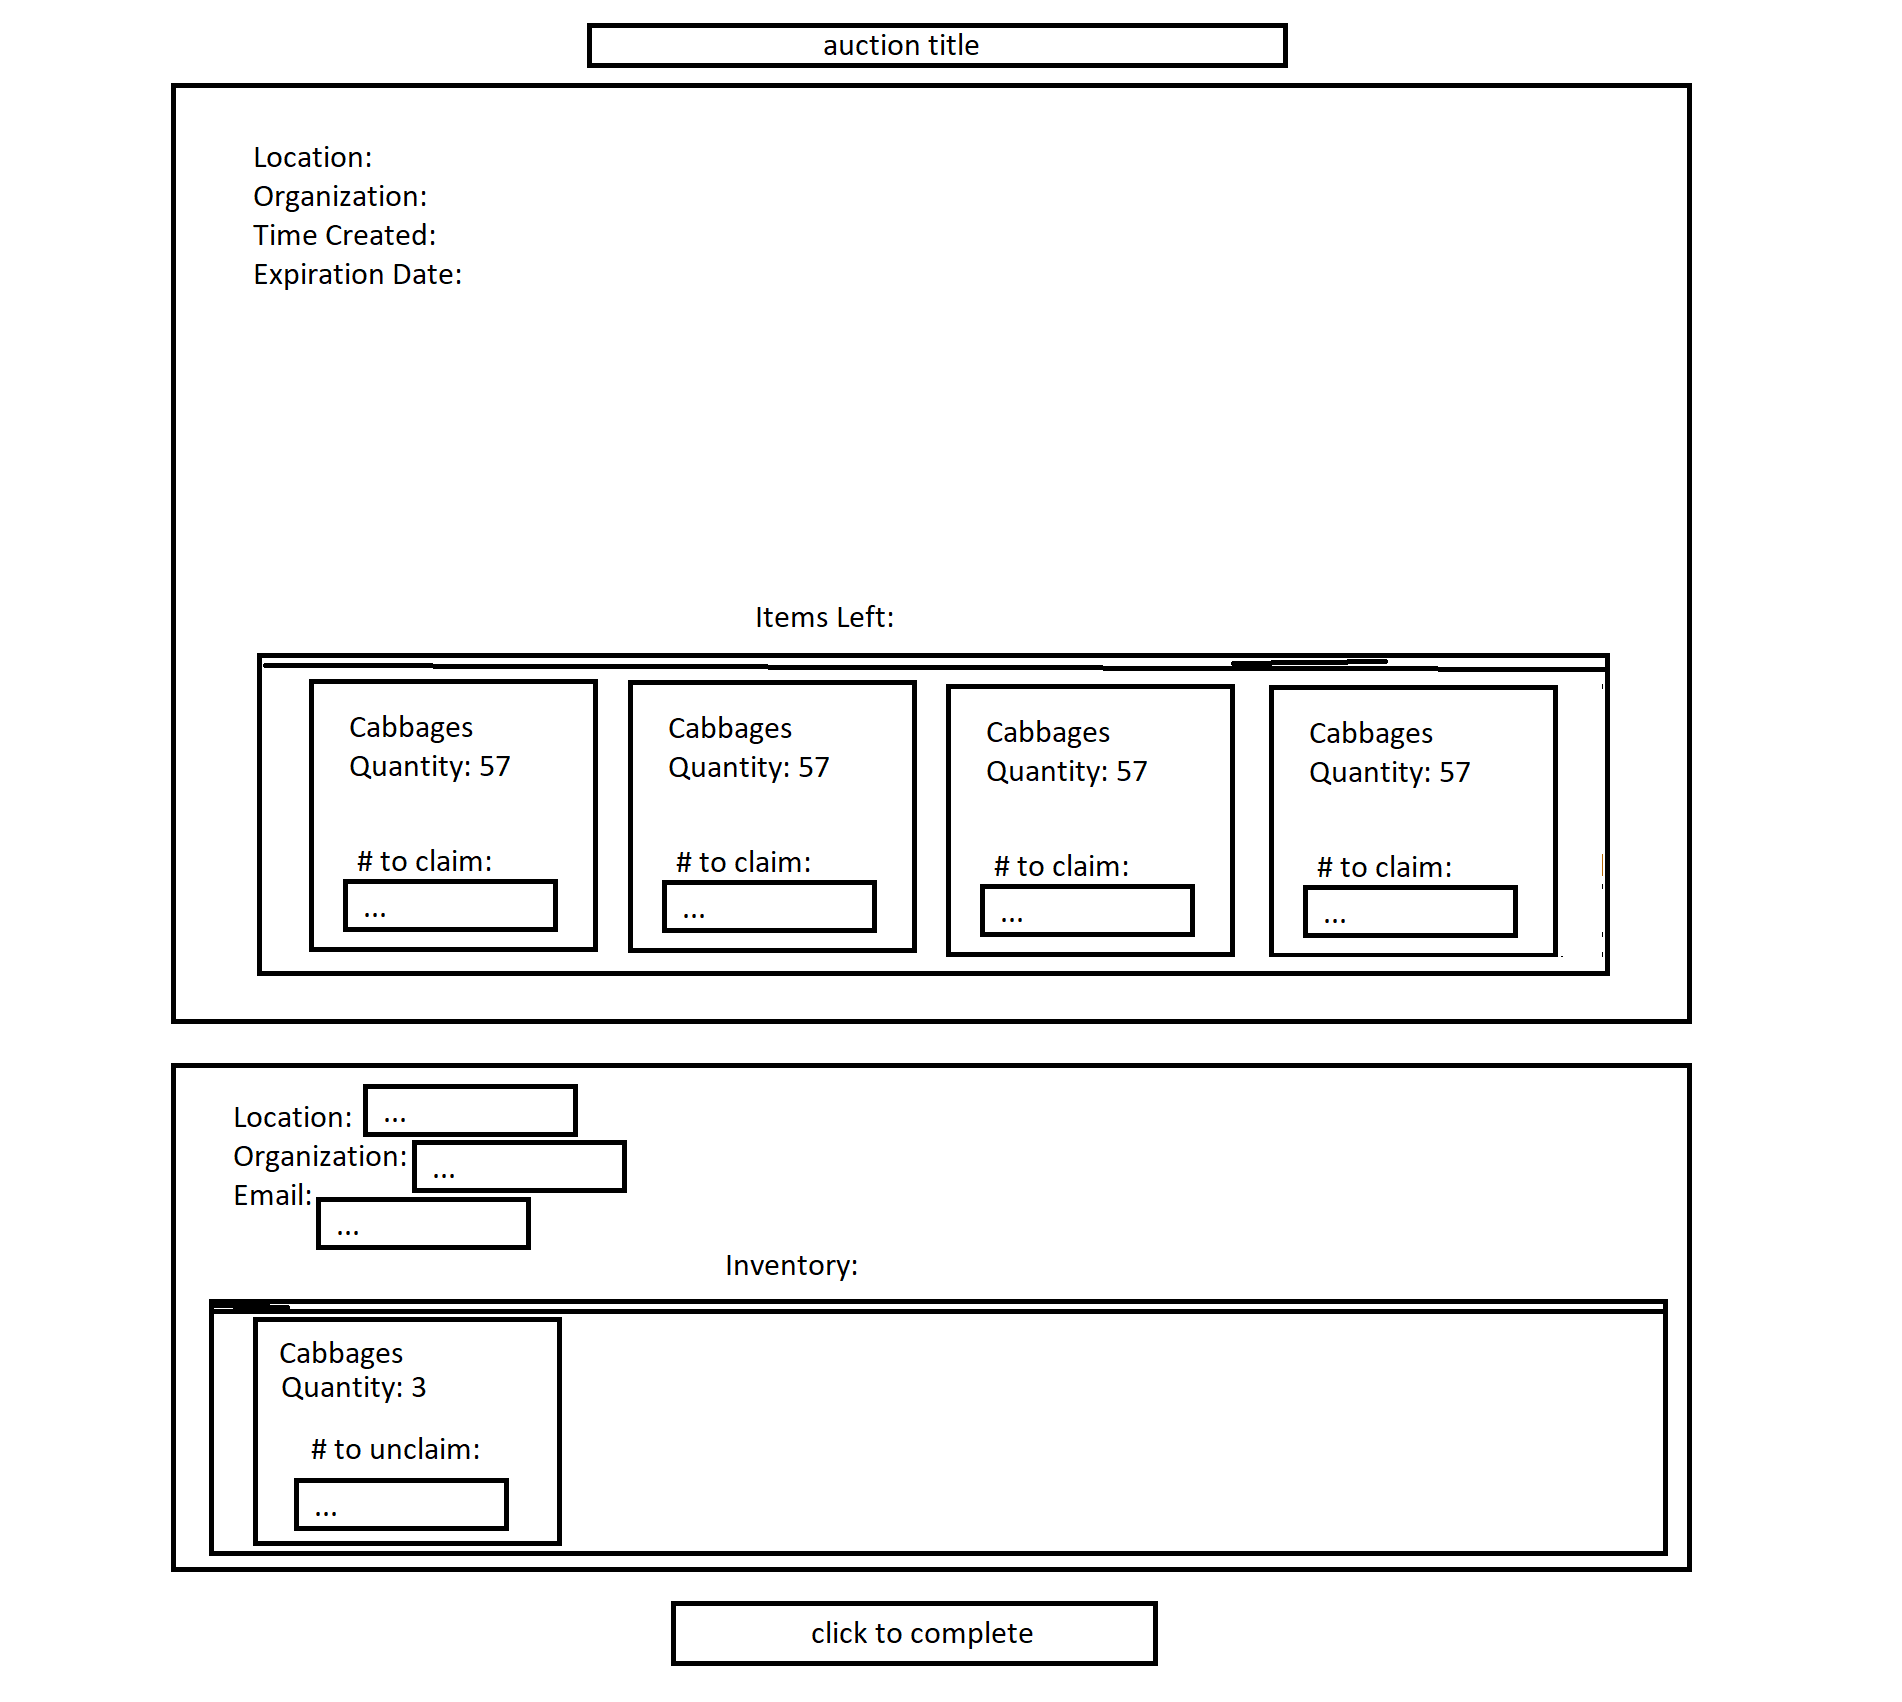 auction title
Location:
Organization:
Time Created:
Expiration Date:
Items Left:
Cabbages
Quantity: 57
# to claim:
...
Cabbages
Quantity: 57
# to claim:
...
Cabbages
Quantity: 57
# to claim:
...
Cabbages
Quantity: 57
# to claim:
...
Location: ...
Organization: ...
Email: ...
Inventory:
Cabbages
Quantity: 3
# to unclaim:
...
click to complete